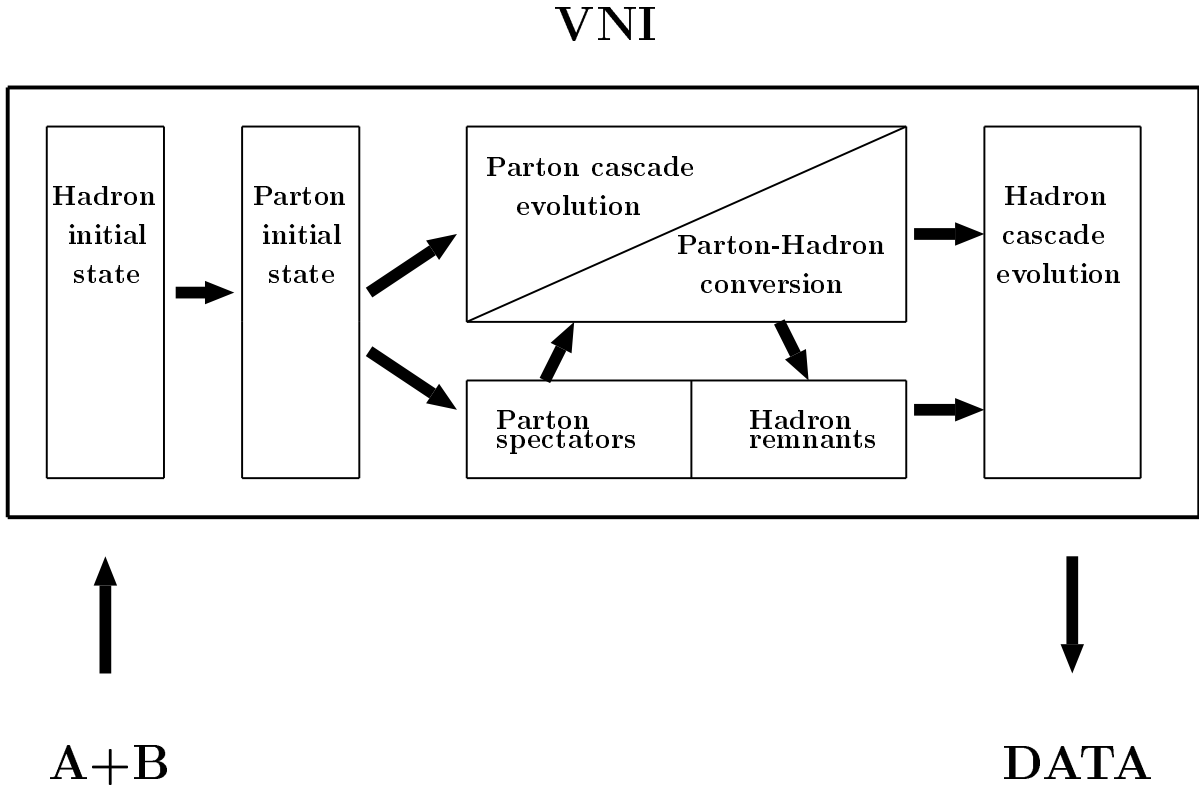 VNI
Hadron
initial
state
Parton
initial
state
Parton cascade
evolution
Parton-Hadron
conversion
Parton
spectators
Hadron
remnants
Hadron
cascade
evolution
A+B
DATA